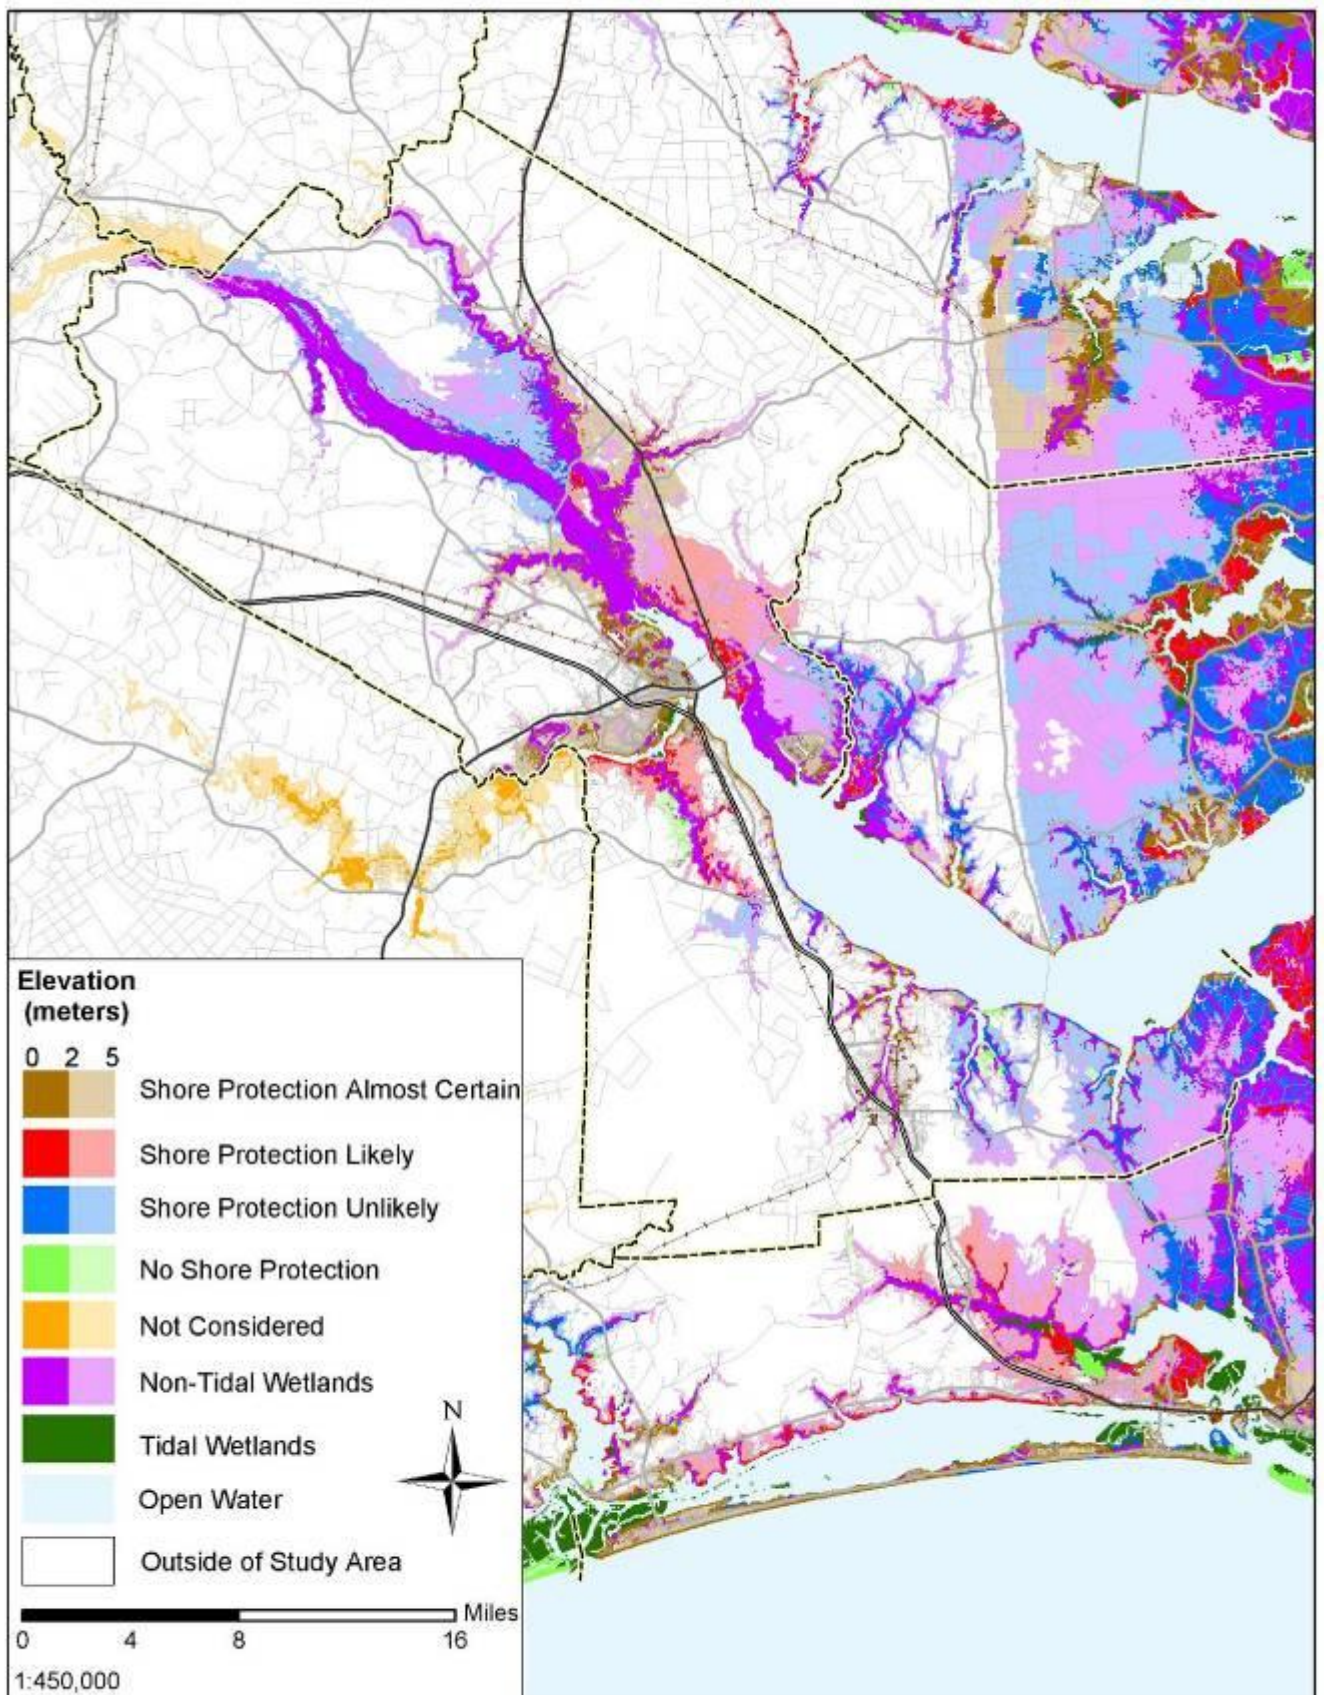 Elevation
(meters)
0 2 5
Shore Protection Almost Certain
Shore Protection Likely
Shore Protection Unlikely
No Shore Protection
Not Considered
Non-Tidal Wetlands
N
Tidal Wetlands
Open Water
Outside of Study Area
Miles
0 4 8 16
1:450,000